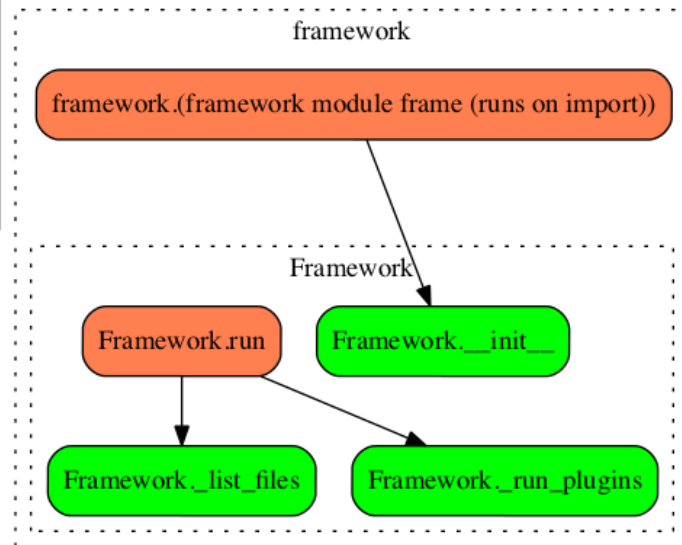 framework
framework.(framework module frame (runs on import))
Framework
Framework.run
Framework.__init__
Framework._list_files
Framework._run_plugins